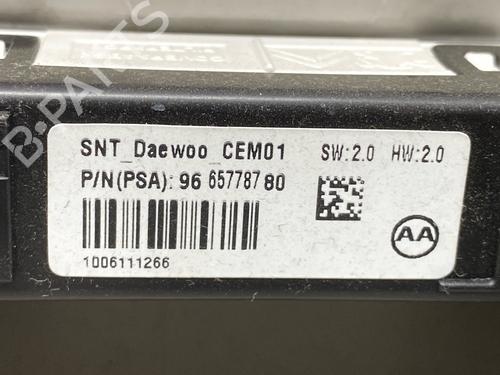 SNT_Daewoo_CEM01 SW:2.0 HW:2.0
P/N(PSA): 96 657787 80
1006111266
AA
B-PARTS